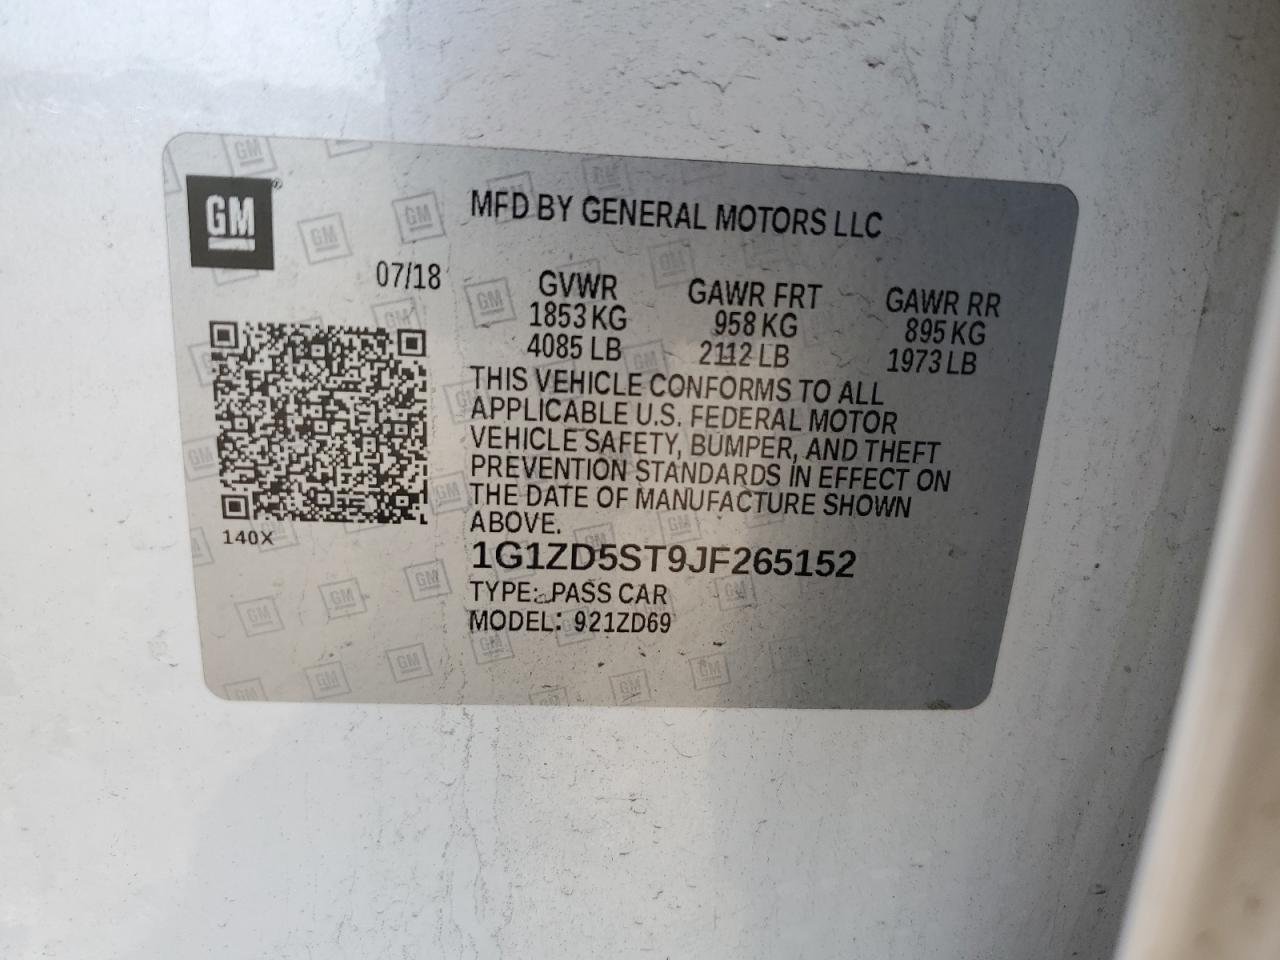 GM
MFD BY GENERAL MOTORS LLC
07/18
GVWR GAWR FRT GAWR RR
1853 KG 958 KG 895 KG
4085 LB 2112 LB 1973 LB
THIS VEHICLE CONFORMS TO ALL
APPLICABLE U.S. FEDERAL MOTOR
VEHICLE SAFETY, BUMPER, AND THEFT
PREVENTION STANDARDS IN EFFECT ON
THE DATE OF MANUFACTURE SHOWN
ABOVE.
140X
1G1ZD5ST9JF265152
TYPE: PASS CAR
MODEL: 921ZD69